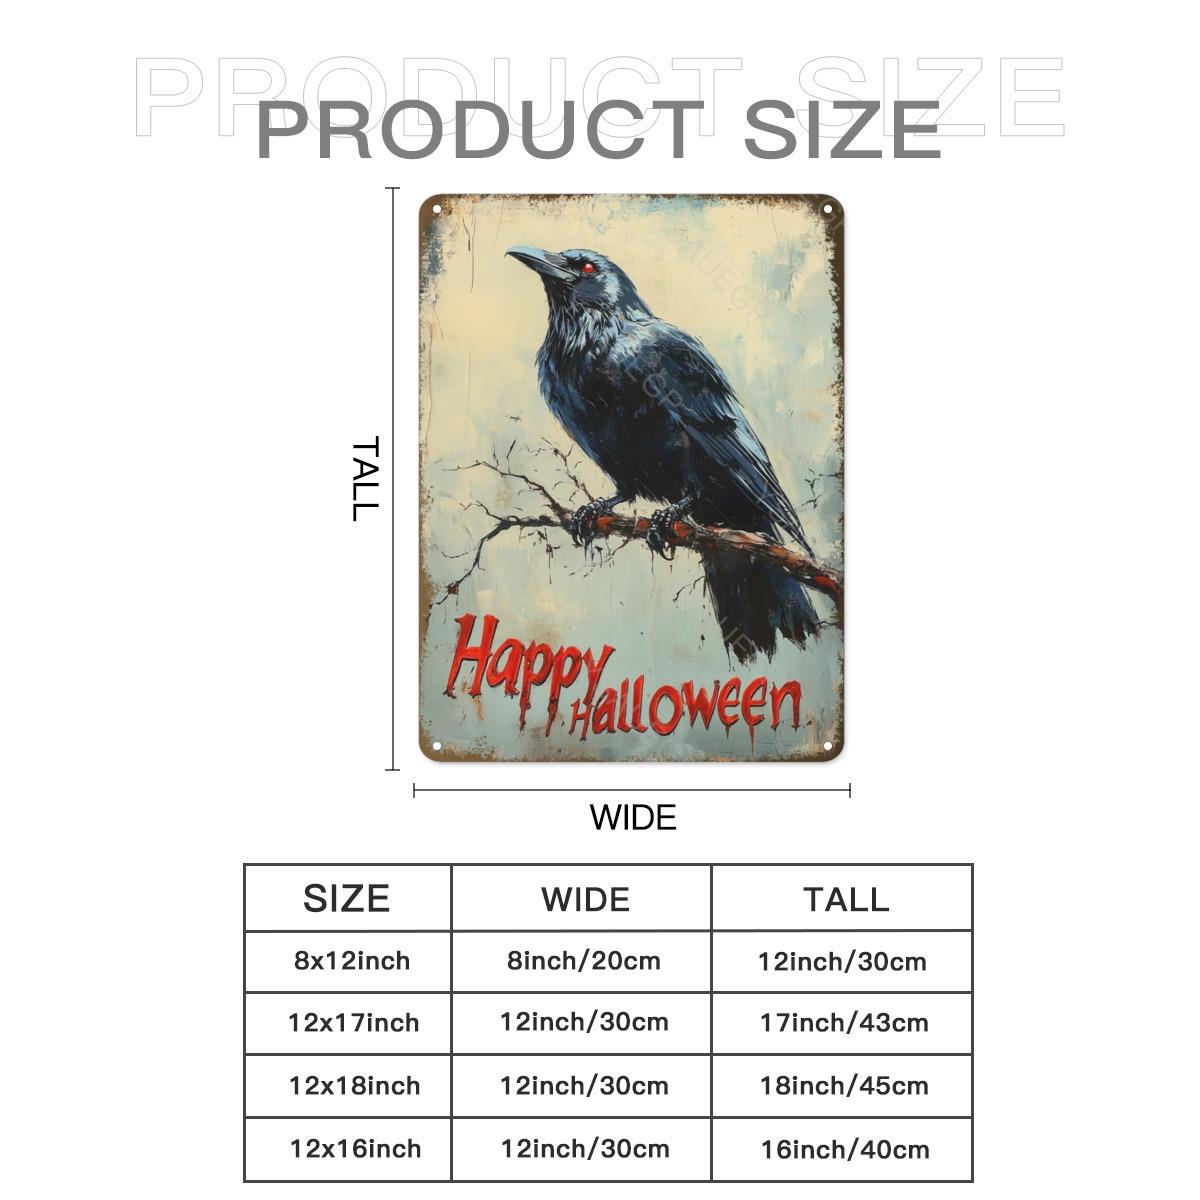 PRODUCT SIZE
PRODUCT SIZE
TALL
Happy
Halloween
WIDE
SIZE WIDE TALL
8x12inch 8inch/20cm 12inch/30cm
12x17inch 12inch/30cm 17inch/43cm
12x18inch 12inch/30cm 18inch/45cm
12x16inch 12inch/30cm 16inch/40cm